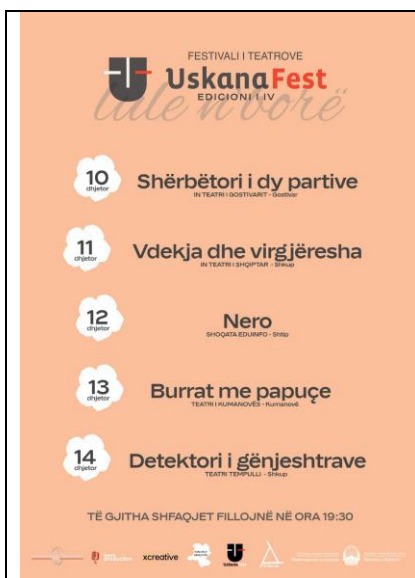 FESTIVALI I TEATROVE
UskanaFest
EDICIONI I IV
lule n'borë
10
dhjetor
Shërbëtori i dy partive
IN TEATRI I GOSTIVARIT - Gostivar
11
dhjetor
Vdekja dhe virgjëresha
IN TEATRI I SHQIPTAR - Shkup
12
dhjetor
Nero
SHOQATA EDUINFO - Shtip
13
dhjetor
Burrat me papuçe
TEATRI I KUMANOVËS - Kumanovë
14
dhjetor
Detektori i gënjeshtrave
TEATRI TEMPULLI - Shkup
TË GJITHA SHFAQJET FILLOJNË NË ORA 19:30
xcreative